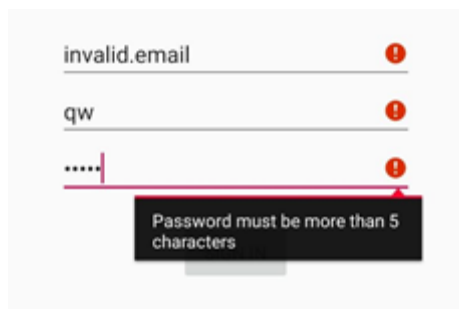 invalid.email
qw
•••••
Password must be more than 5
characters